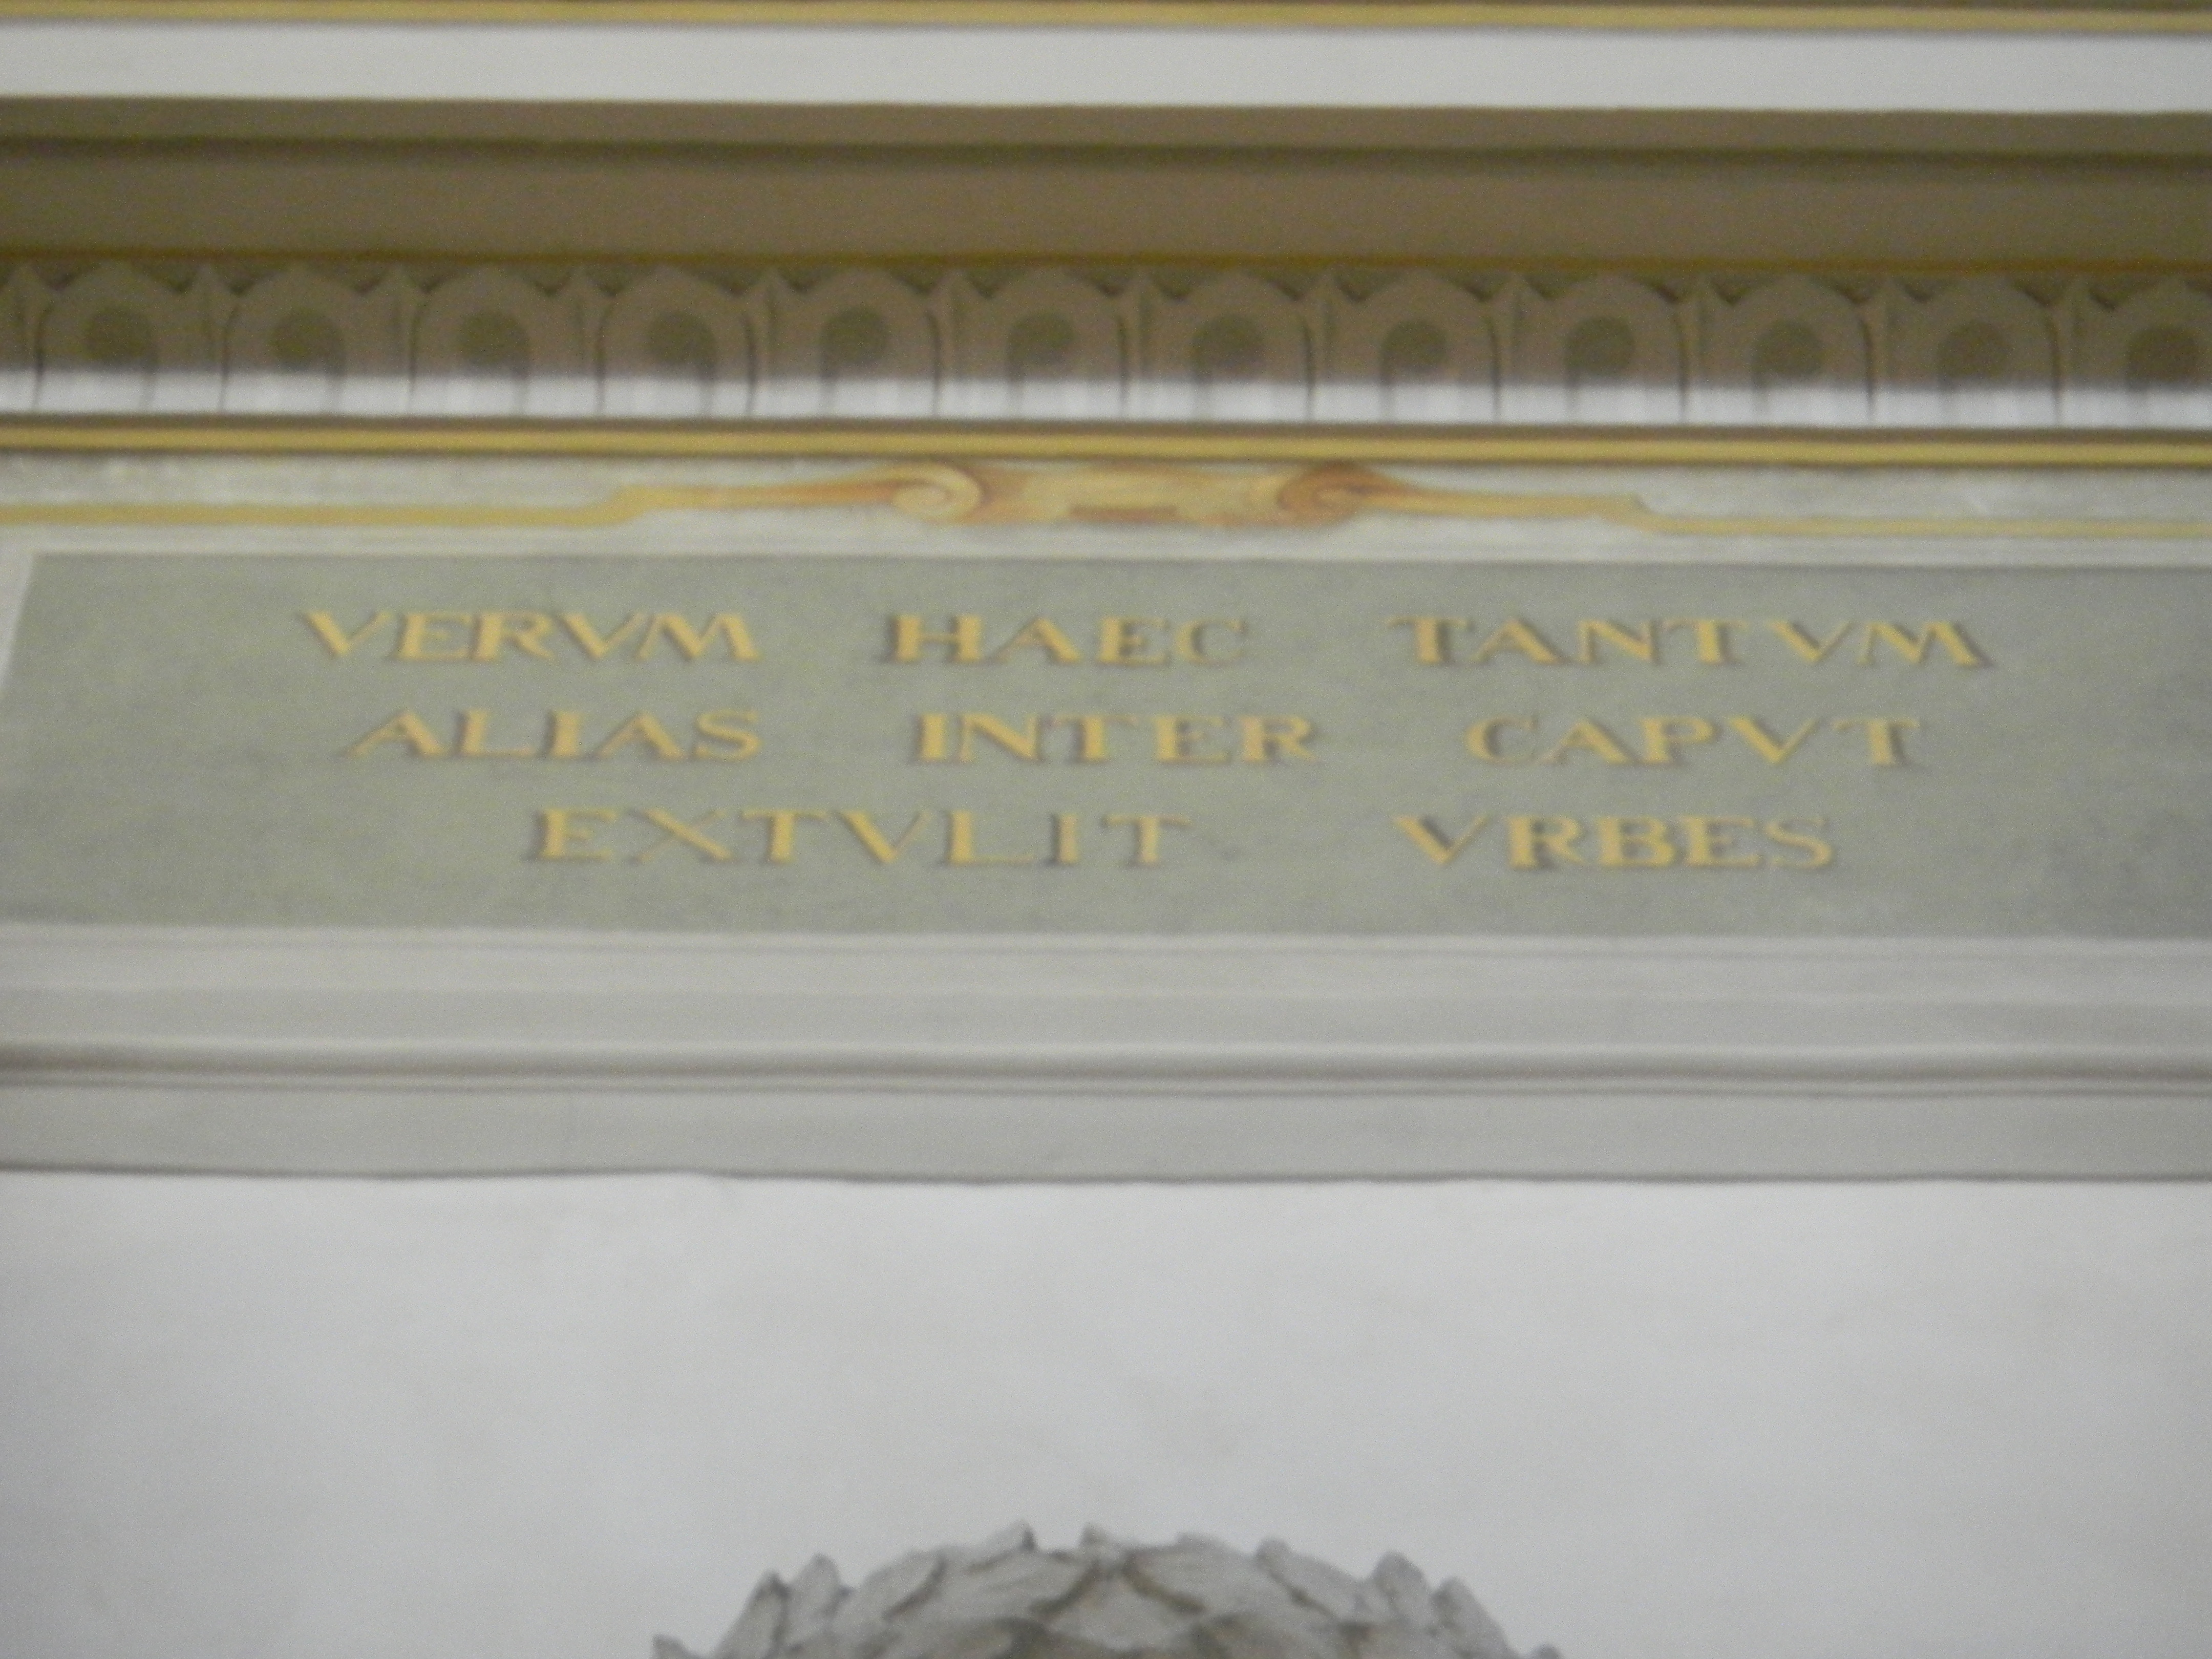 VERVM HAEC TANTVM
ALIAS INTER CAPVT
EXTVLIT VRBES